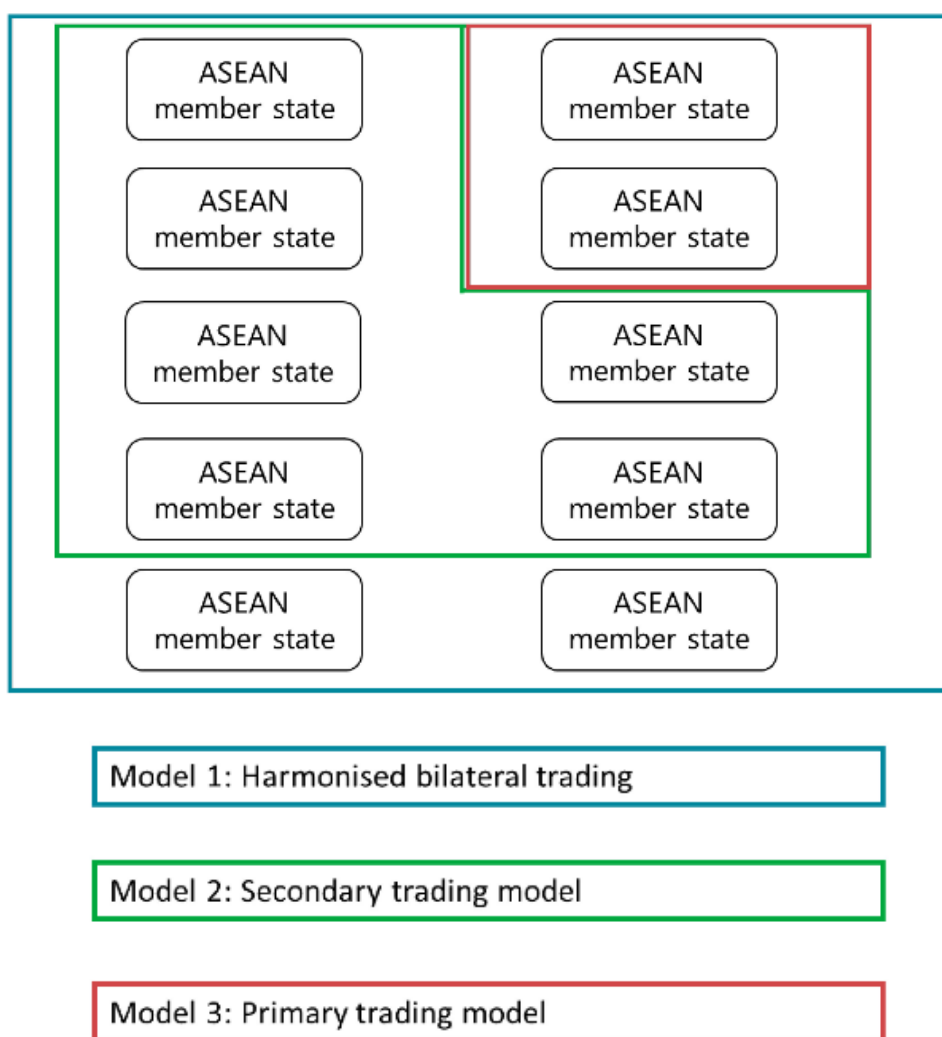 ASEAN
member state
ASEAN
member state
ASEAN
member state
ASEAN
member state
ASEAN
member state
ASEAN
member state
ASEAN
member state
ASEAN
member state
ASEAN
member state
ASEAN
member state
Model 1: Harmonised bilateral trading
Model 2: Secondary trading model
Model 3: Primary trading model